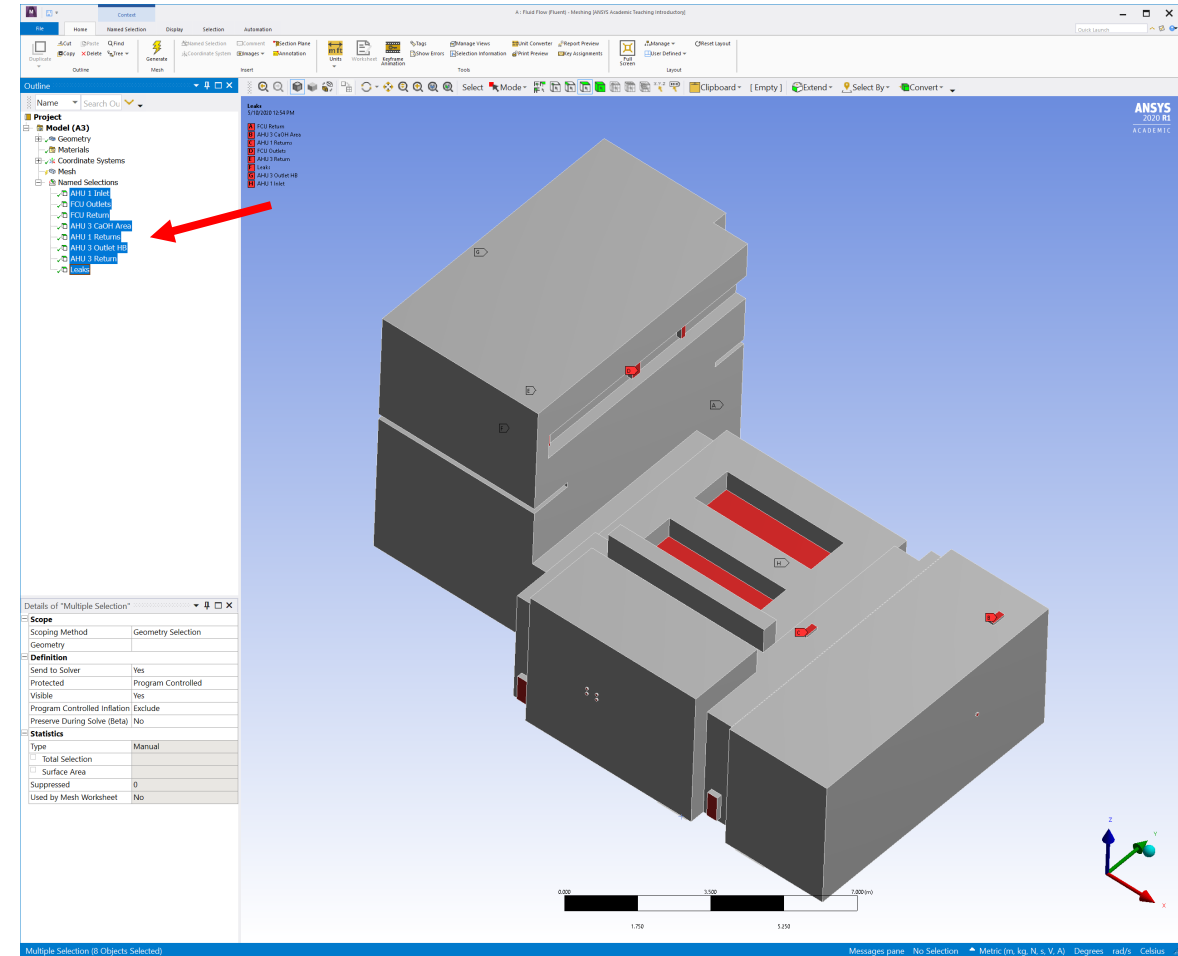 M
Context
A : Fluid Flow (Fluent) - Meshing [ANSYS Academic Teaching Introductory]
File Home Named Selection Display Selection Automation
Quick Launch
Duplicate Cut Paste Find
Copy Delete Tree
Outline
Generate
Mesh
Named Selection Comment Section Plane
Coordinate System Images Annotation
Insert
Units Worksheet Keyframe Animation
Tags Manage Views Unit Converter Report Preview
Show Errors Selection Information Print Preview Key Assignments
Tools
Full Screen
Manage Reset Layout
User Defined
Layout
Outline
Name Search Ou
Select Mode Clipboard [ Empty ] Extend Select By Convert
Project
Model (A3)
Geometry
Materials
Coordinate Systems
Mesh
Named Selections
AHU 1 Inlet
FCU Outlets
FCU Return
AHU 3 CaOH Area
AHU 1 Returns
AHU 3 Outlet HB
AHU 3 Return
Leaks
Leaks
5/18/2020 12:54 PM
A FCU Return
B AHU 3 CaOH Area
C AHU 1 Returns
D FCU Outlets
E AHU 3 Return
F Leaks
G AHU 3 Outlet HB
H AHU 1 Inlet
ANSYS
2020 R1
ACADEMIC
G
E
A
H
C
Details of "Multiple Selection"
Scope
Scoping Method Geometry Selection
Geometry
Definition
Send to Solver Yes
Protected Program Controlled
Visible Yes
Program Controlled Inflation Exclude
Preserve During Solve (Beta) No
Statistics
Type Manual
Total Selection
Surface Area
Suppressed 0
Used by Mesh Worksheet No
0.000 3.500 7.000 (m)
1.750 5.250
Z
Y
X
Multiple Selection (8 Objects Selected)
Messages pane No Selection Metric (m, kg, N, s, V, A) Degrees rad/s Celsius